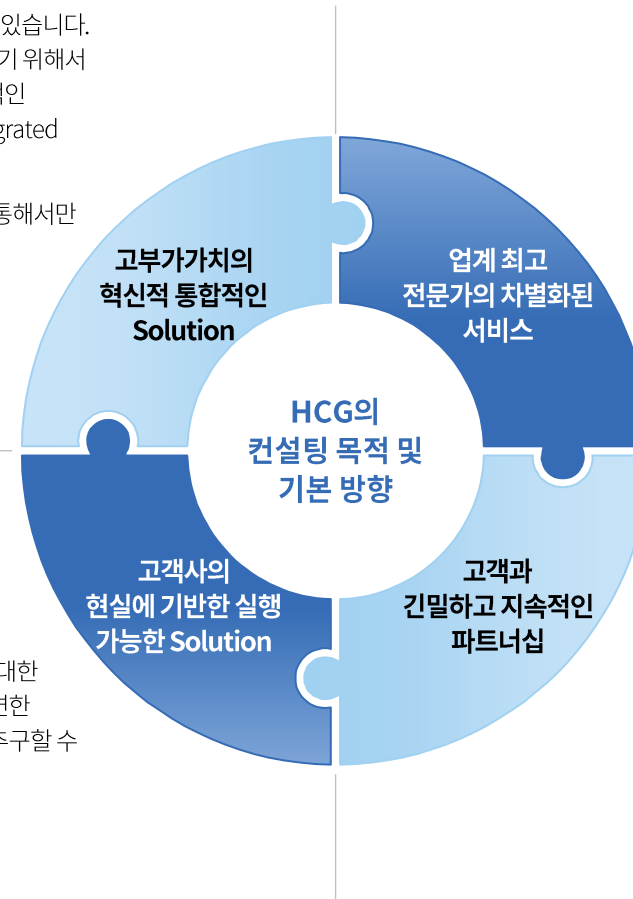 있습니다.
기 위해서
적인
grated
통해서만
고부가가치의
혁신적 통합적인
Solution
업계 최고
전문가의 차별화된
서비스
HCG의
컨설팅 목적 및
기본 방향
고객사의
현실에 기반한 실행
가능한 Solution
고객과
긴밀하고 지속적인
파트너십
대한
한
추구할 수